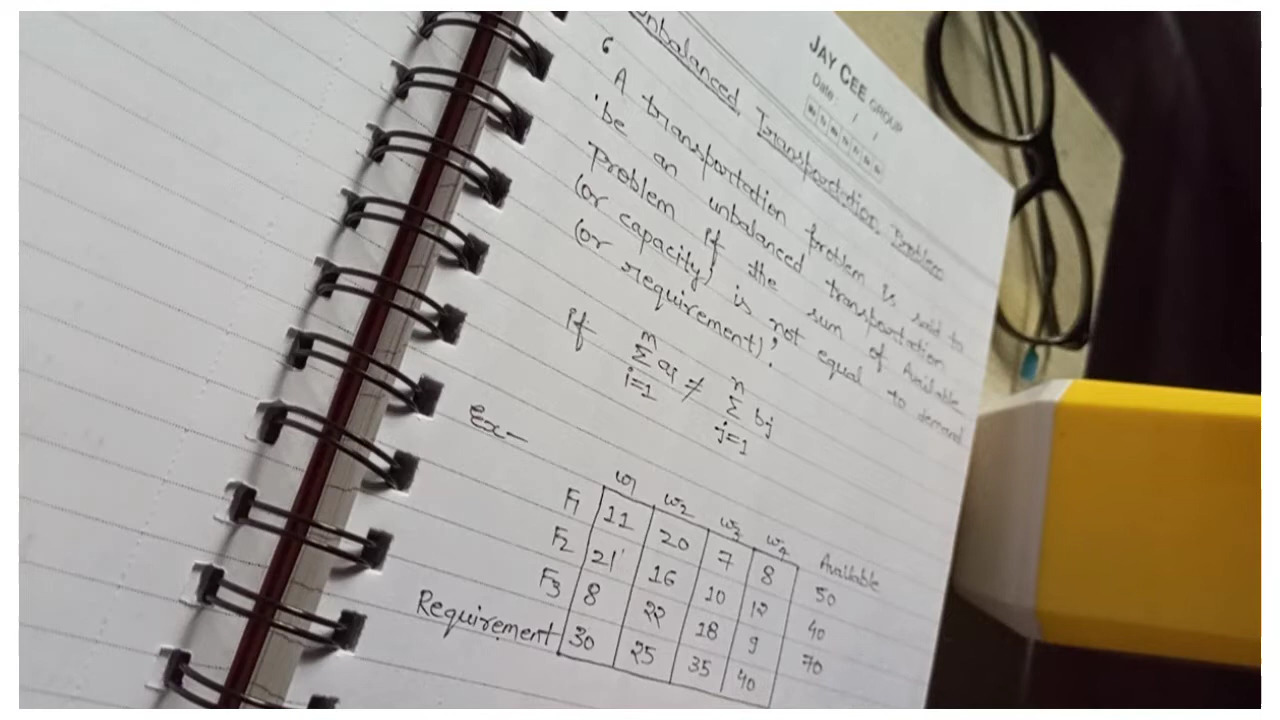 JAY CEE GROUP
Date: / /
Unbalanced Transportation Problem
A transportation problem is said to
be an unbalanced transportation
Problem if the sum of Available
(or capacity) is not equal to demand
(or requirement):
if m∑i=1 ai ≠ n∑j=1 bj
Ex-
W1 W2 W3 W4 Available
F1 11 20 7 8 50
F2 21 16 10 12 40
F3 8 22 18 9 70
Requirement 30 25 35 40